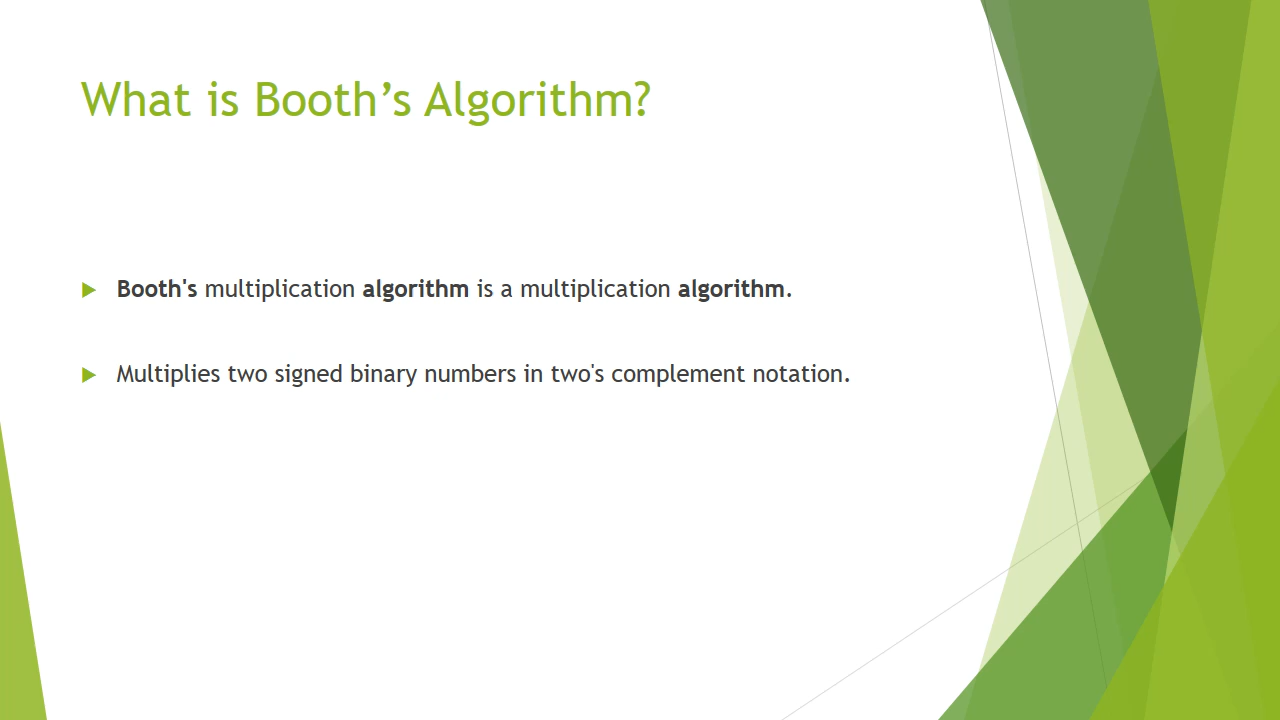 What is Booth’s Algorithm?
Booth's multiplication algorithm is a multiplication algorithm.
Multiplies two signed binary numbers in two's complement notation.